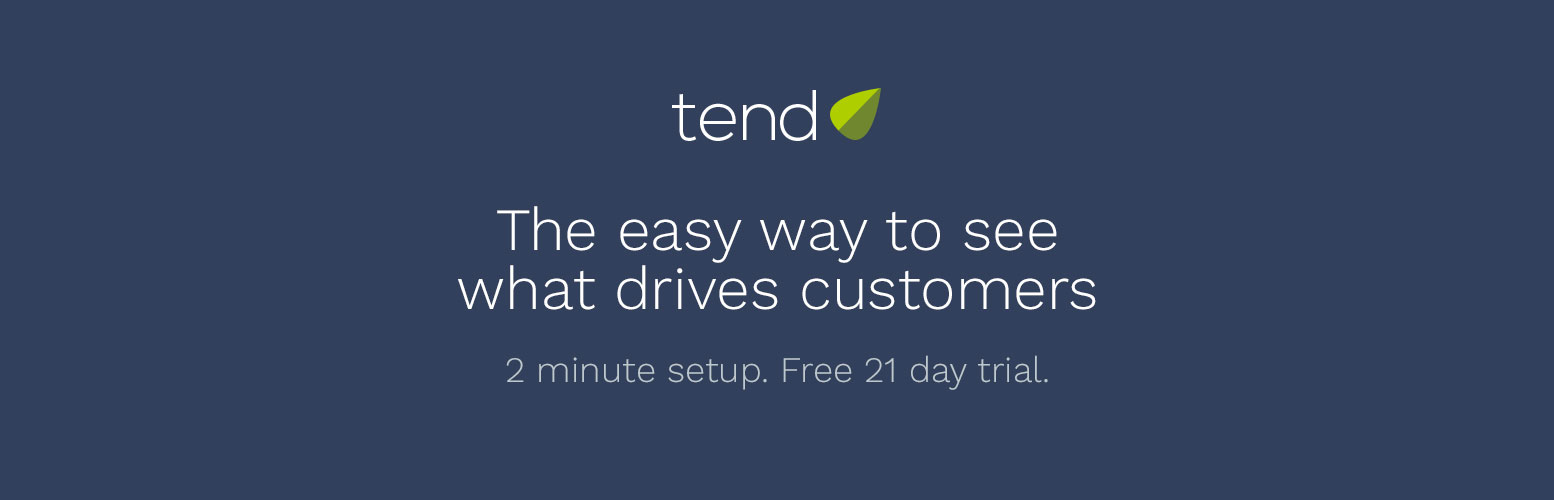 tend
The easy way to see
what drives customers
2 minute setup. Free 21 day trial.